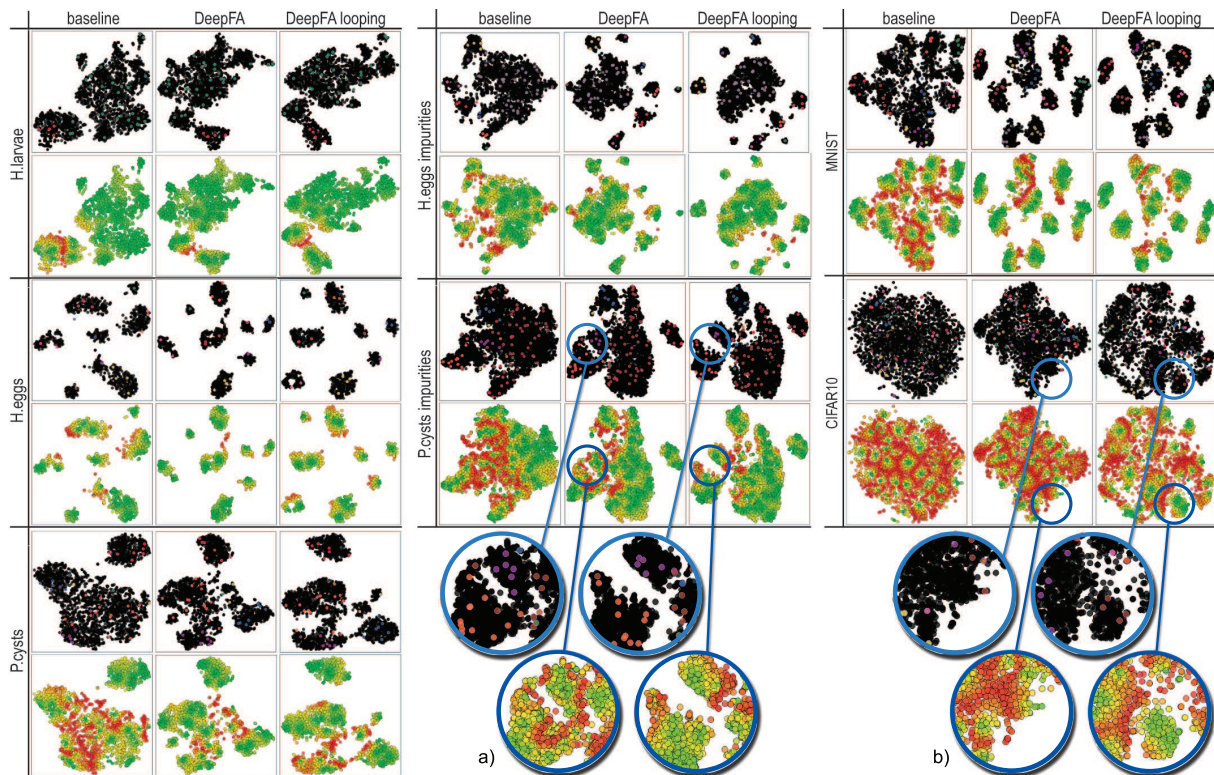 baseline DeepFA DeepFA looping
H.larvae
H.eggs
P.cysts
baseline DeepFA DeepFA looping
H.eggs impurities
P.cysts impurities
a)
baseline DeepFA DeepFA looping
MNIST
CIFAR10
b)